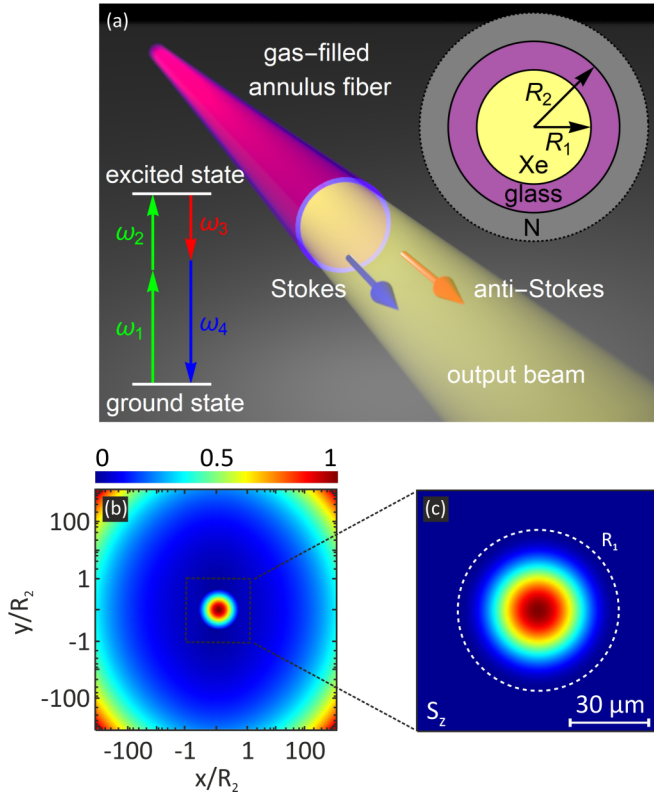 (a)
gas-filled
annulus fiber
R2
R1
Xe
glass
N
excited state
ω2
ω3
ω1
ω4
ground state
Stokes
anti-Stokes
output beam
0 0.5 1
(b)
100
1
-1
-100
y/R2
-100 -1 1 100
x/R2
(c)
R1
Sz
30 μm